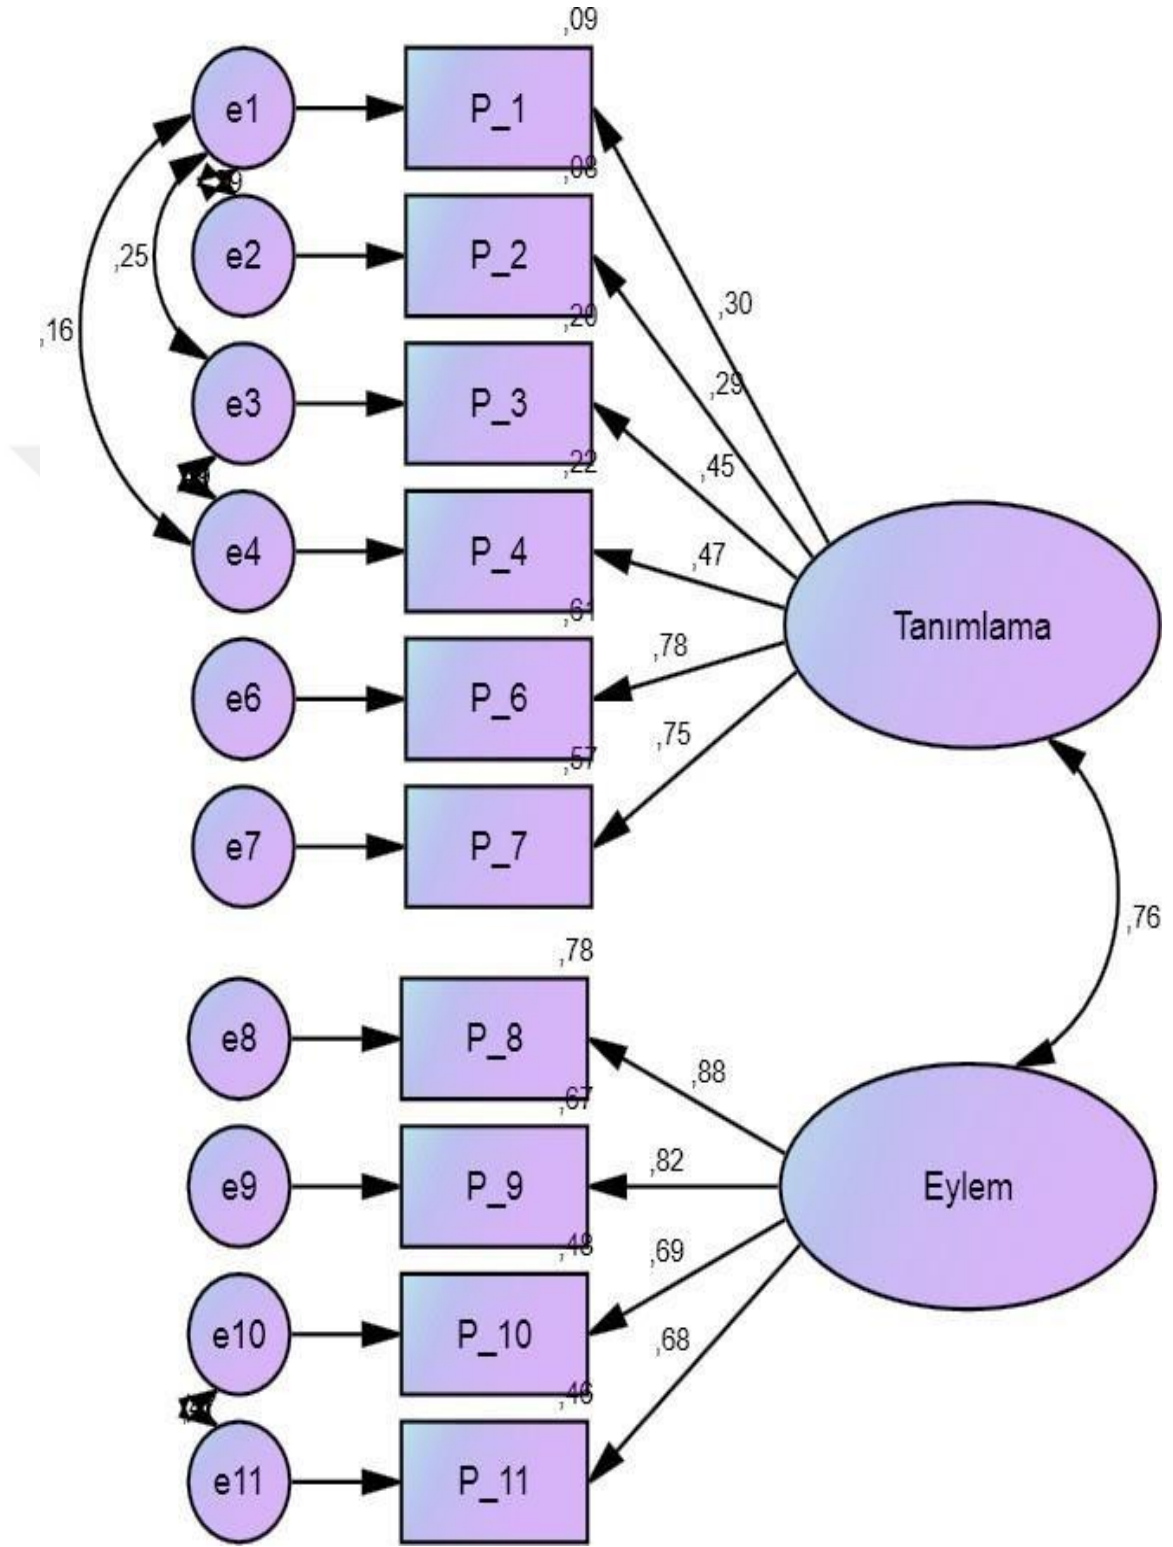 ,09
e1
P_1
,08
e2
P_2
,25
,30
,20
,16
,29
e3
P_3
,22
,45
e4
P_4
,47
,61
Tanımlama
e6
P_6
,78
,57
,75
e7
P_7
,76
,78
e8
P_8
,88
,67
e9
P_9
,82
Eylem
,48
,69
e10
P_10
,68
,46
e11
P_11